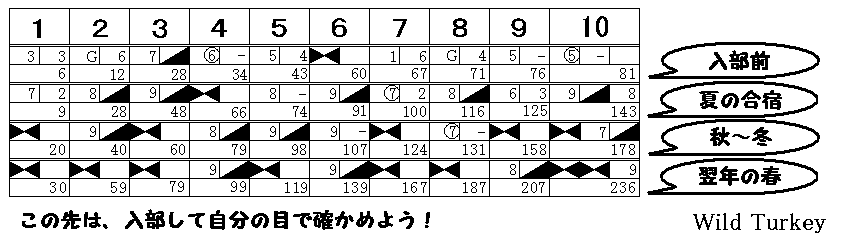 1 2 3 4 5 6 7 8 9 10
3 3 G 6 7 ◢ ⑥ - 5 4 ▶◀ 1 6 G 4 5 - ⑤ - 入部前
6 12 28 34 43 60 67 71 76 81
7 2 8 ◢ 9 ◢ ▶◀ 8 - 9 ◢ ⑦ 2 8 ◢ 6 3 9 ◢ 8 夏の合宿
9 28 48 66 74 91 100 116 125 143
▶◀ 9 ◢ ▶◀ 8 ◢ 9 ◢ 9 - ▶◀ ⑦ - ▶◀ ▶◀ 7 ◢ 秋～冬
20 40 60 79 98 107 124 131 158 178
▶◀ ▶◀ ▶◀ 9 ◢ ▶◀ 9 ◢ ▶◀ ▶◀ 8 ◢ ▶◀ ▶◀ 9 翌年の春
30 59 79 99 119 139 167 187 207 236
この先は、入部して自分の目で確かめよう！ Wild Turkey